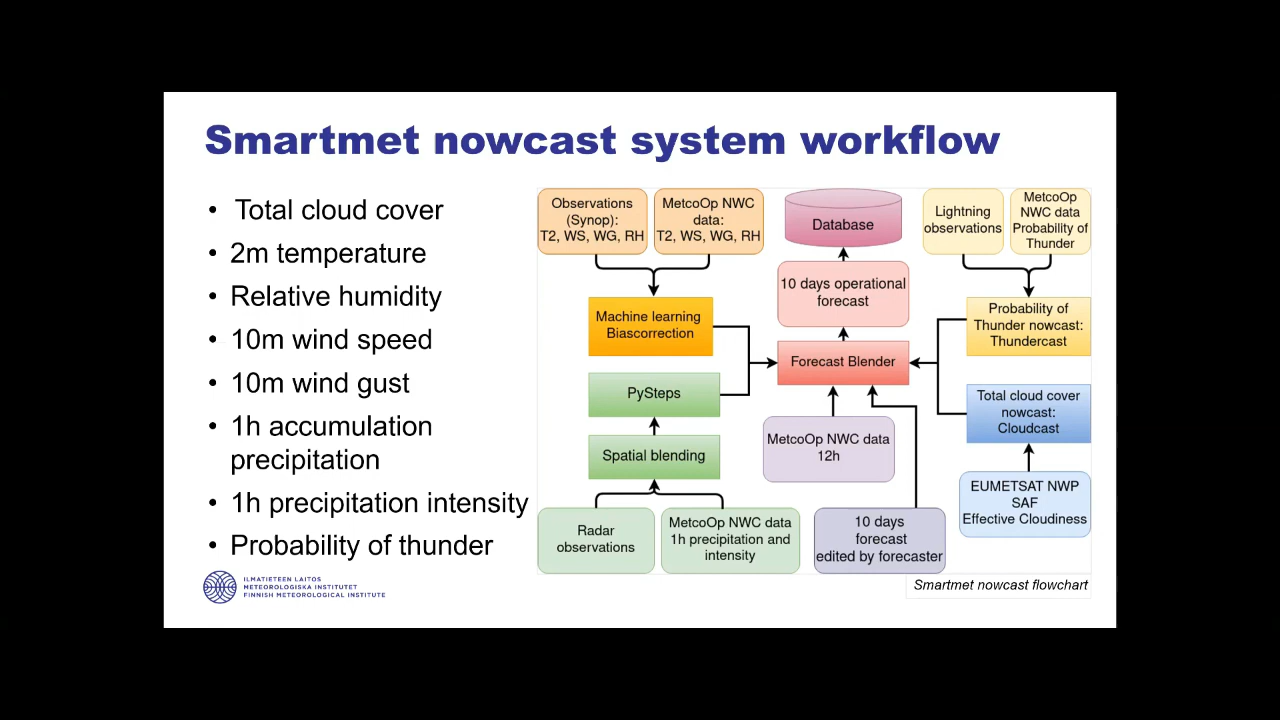 Smartmet nowcast system workflow
• Total cloud cover
• 2m temperature
• Relative humidity
• 10m wind speed
• 10m wind gust
• 1h accumulation
precipitation
• 1h precipitation intensity
• Probability of thunder
Observations
(Synop):
T2, WS, WG, RH
MetcoOp NWC
data:
T2, WS, WG, RH
Database
Lightning
observations
MetcoOp
NWC data
Probability of
Thunder
10 days operational
forecast
Machine learning
Biascorrection
Probability of
Thunder nowcast:
Thundercast
Forecast Blender
PySteps
Total cloud cover
nowcast:
Cloudcast
MetcoOp NWC data
12h
Spatial blending
EUMETSAT NWP
SAF
Effective Cloudiness
Radar
observations
MetcoOp NWC data
1h precipitation and
intensity
10 days
forecast
edited by forecaster
Smartmet nowcast flowchart
ILMATIETEEN LAITOS
METEOROLOGISKA INSTITUTET
FINNISH METEOROLOGICAL INSTITUTE